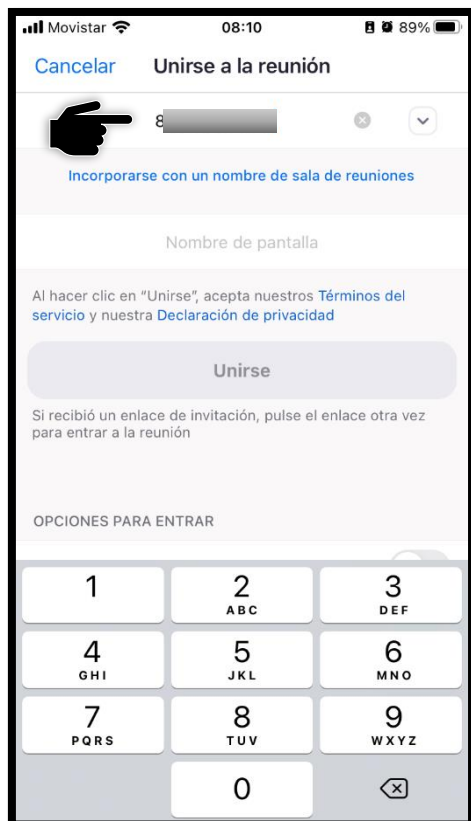 Movistar 08:10 89%
Cancelar Unirse a la reunión
8
Incorporarse con un nombre de sala de reuniones
Nombre de pantalla
Al hacer clic en “Unirse”, acepta nuestros Términos del
servicio y nuestra Declaración de privacidad
Unirse
Si recibió un enlace de invitación, pulse el enlace otra vez
para entrar a la reunión
OPCIONES PARA ENTRAR
1 2 3
ABC DEF
4 5 6
GHI JKL MNO
7 8 9
PQRS TUV WXYZ
0